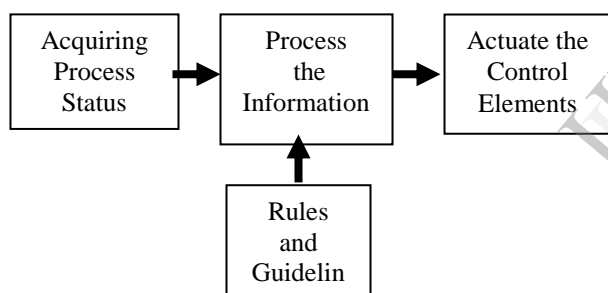 Acquiring
Process
Status
Process
the
Information
Actuate the
Control
Elements
Rules
and
Guidelin